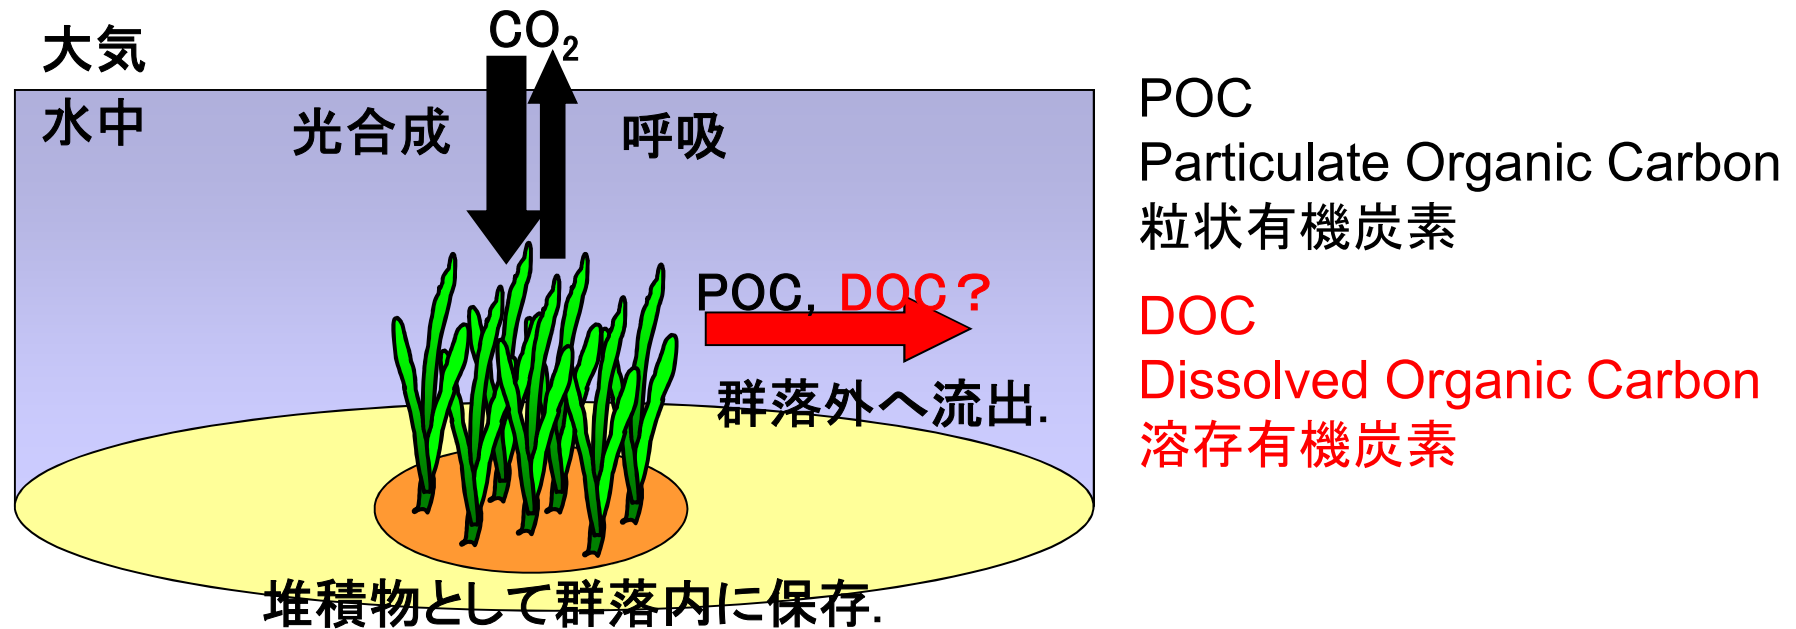 大気
CO₂
水中
光合成
呼吸
POC, DOC？
群落外へ流出.
堆積物として群落内に保存.
POC
Particulate Organic Carbon
粒状有機炭素
DOC
Dissolved Organic Carbon
溶存有機炭素